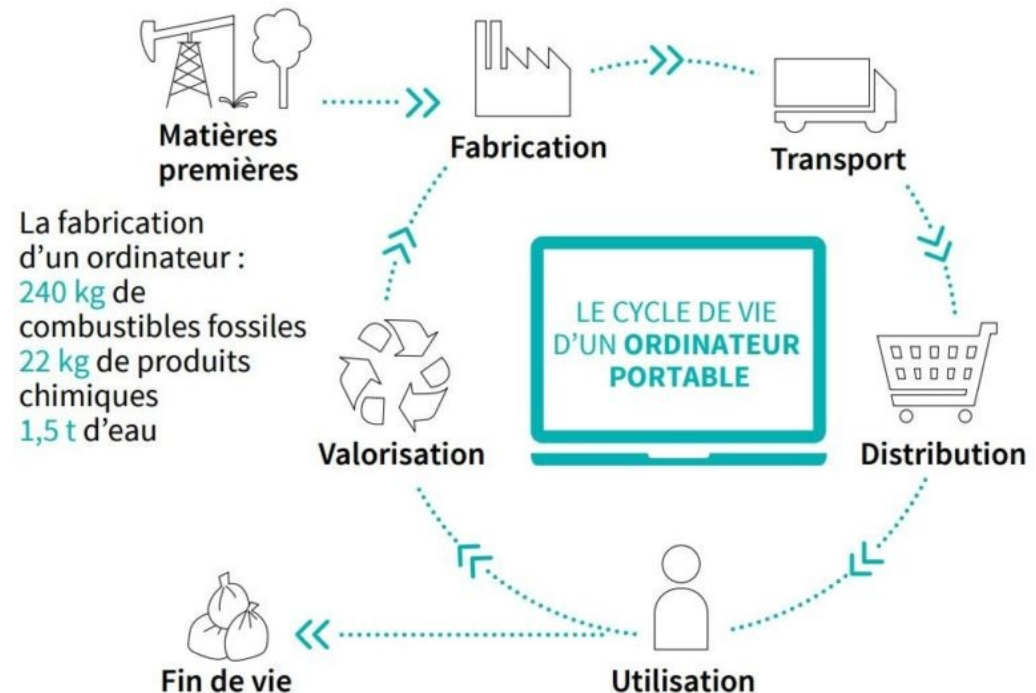 Matières
premières
Fabrication
Transport
La fabrication
d’un ordinateur :
240 kg de
combustibles fossiles
22 kg de produits
chimiques
1,5 t d’eau
LE CYCLE DE VIE
D’UN ORDINATEUR
PORTABLE
Valorisation
Distribution
Fin de vie
Utilisation